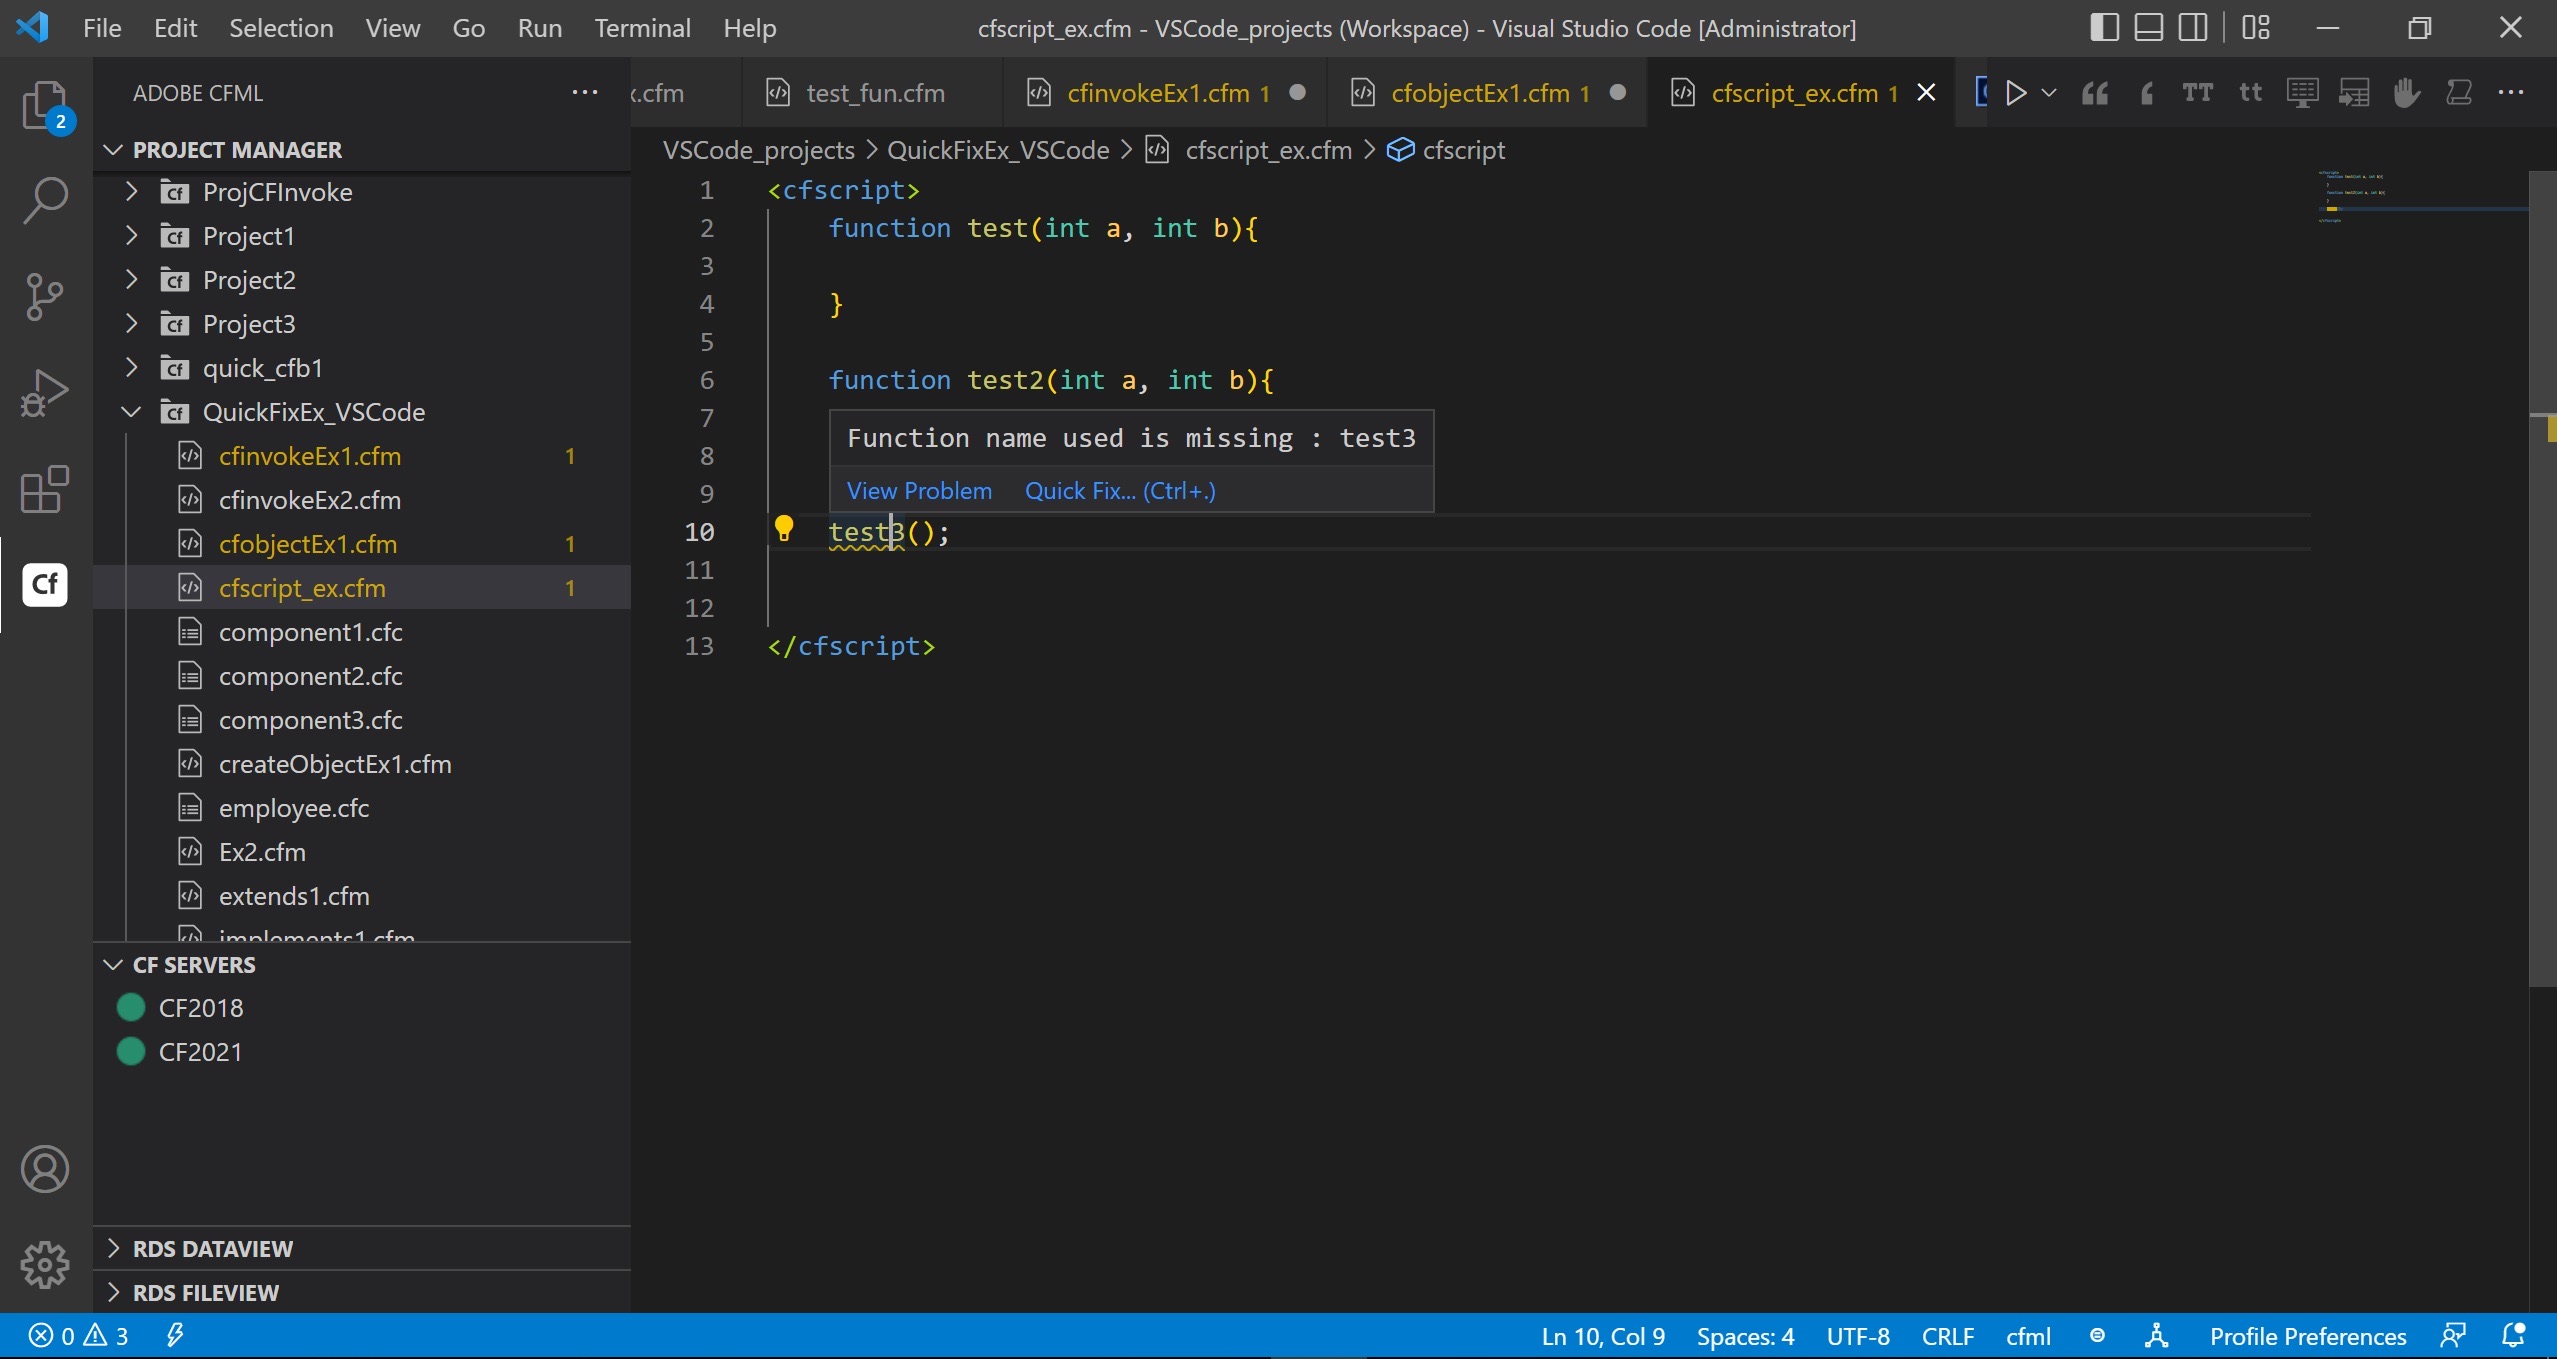 File Edit Selection View Go Run Terminal Help cfscript_ex.cfm - VSCode_projects (Workspace) - Visual Studio Code [Administrator]
2
ADOBE CFML ...
PROJECT MANAGER
ProjCFInvoke
Project1
Project2
Project3
quick_cfb1
QuickFixEx_VSCode
cfinvokeEx1.cfm 1
cfinvokeEx2.cfm
cfobjectEx1.cfm 1
cfscript_ex.cfm 1
component1.cfc
component2.cfc
component3.cfc
createObjectEx1.cfm
employee.cfc
Ex2.cfm
extends1.cfm
implements1.cfm
Cf
CF SERVERS
CF2018
CF2021
RDS DATAVIEW
RDS FILEVIEW
.cfm test_fun.cfm cfinvokeEx1.cfm 1 cfobjectEx1.cfm 1 cfscript_ex.cfm 1 TT tt ...
VSCode_projects > QuickFixEx_VSCode > cfscript_ex.cfm > cfscript
1 <cfscript>
2 function test(int a, int b){
3
4 }
5
6 function test2(int a, int b){
7
Function name used is missing : test3
8
View Problem Quick Fix... (Ctrl+.)
9
10 test3();
11
12
13 </cfscript>
0 3 Ln 10, Col 9 Spaces: 4 UTF-8 CRLF cfml Profile Preferences